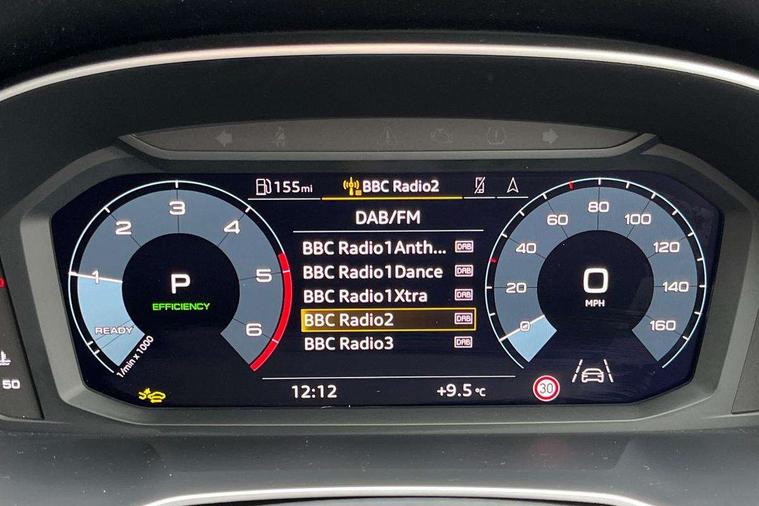 155mi BBC Radio2
DAB/FM
BBC Radio1Anth... DAB
BBC Radio1Dance DAB
BBC Radio1Xtra DAB
BBC Radio2 DAB
BBC Radio3 DAB
12:12 +9.5 °C
READY 1 2 3 4 5 6
1/min x 1000
P
EFFICIENCY
0 20 40 60 80 100 120 140 160
0
MPH
30
50